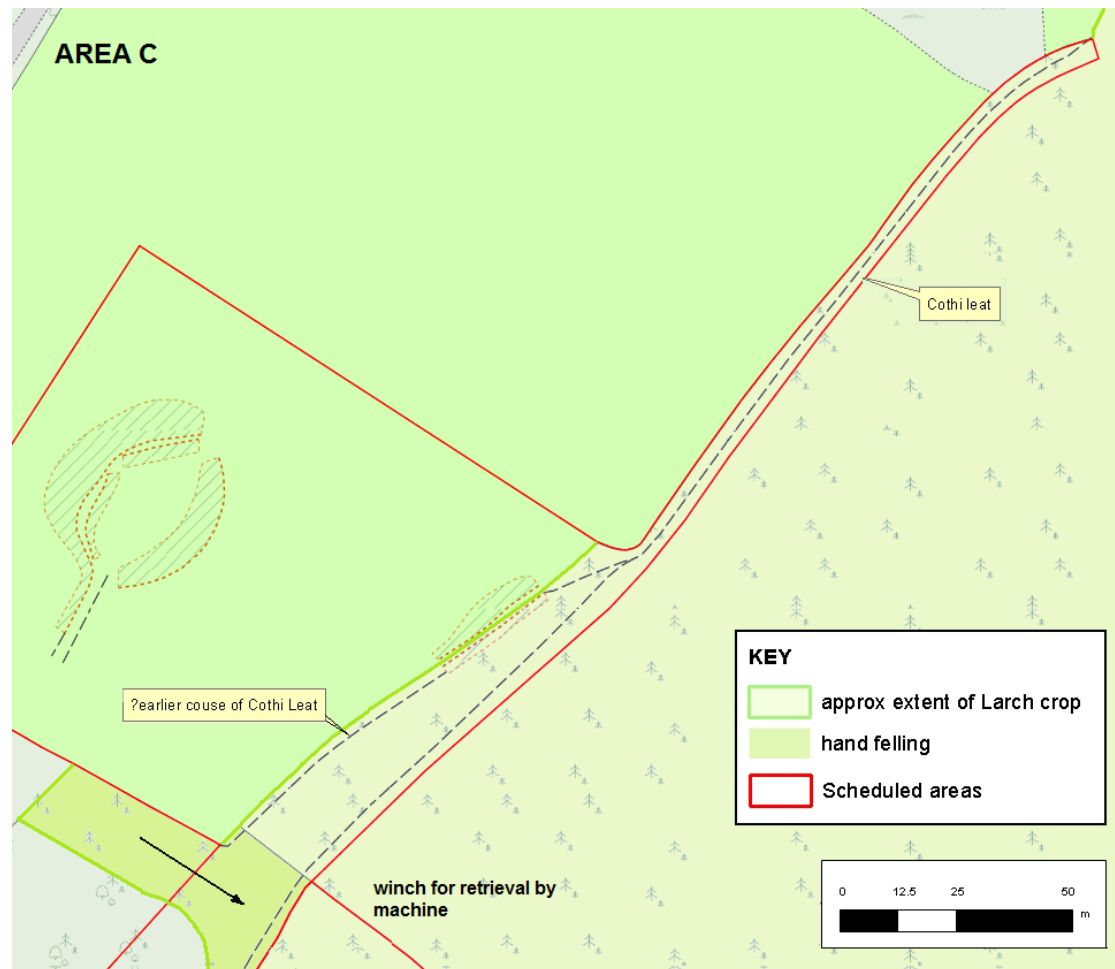 AREA C
Cothi leat
?earlier couse of Cothi Leat
winch for retrieval by
machine
KEY
approx extent of Larch crop
hand felling
Scheduled areas
0 12.5 25 50
m